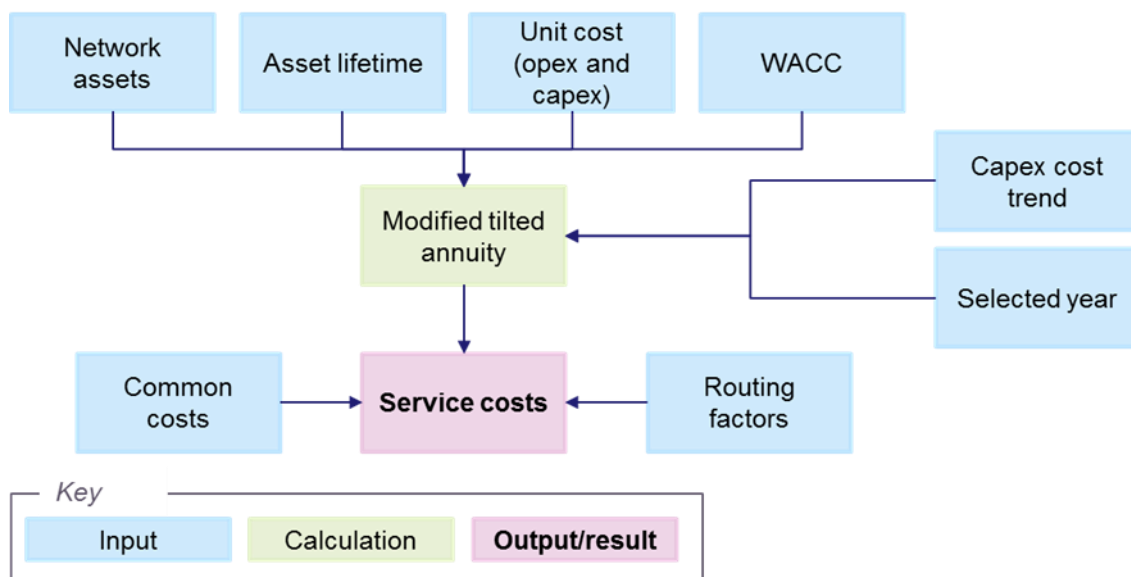 Network
assets
Asset lifetime
Unit cost
(opex and
capex)
WACC
Capex cost
trend
Modified tilted
annuity
Selected year
Common
costs
Service costs
Routing
factors
Key
Input
Calculation
Output/result